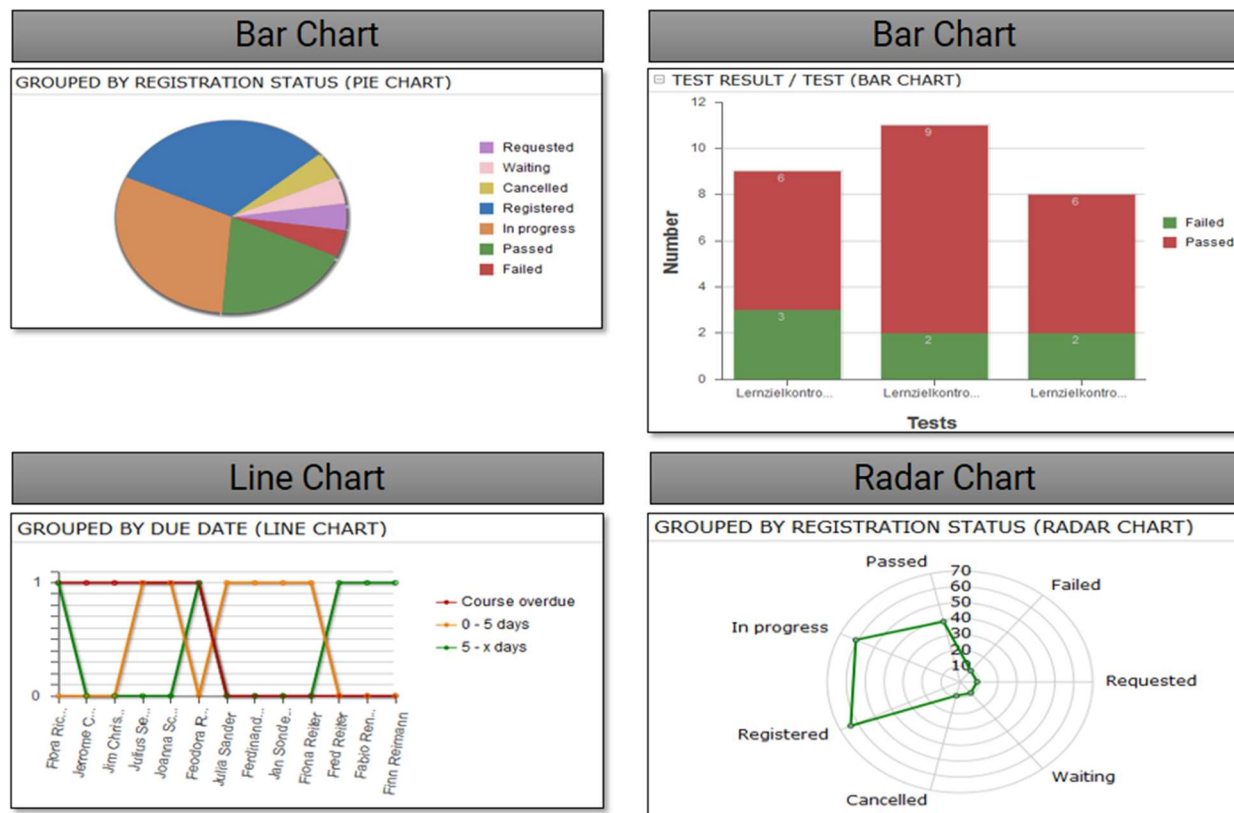 Bar Chart
GROUPED BY REGISTRATION STATUS (PIE CHART)
Requested
Waiting
Cancelled
Registered
In progress
Passed
Failed
Bar Chart
TEST RESULT / TEST (BAR CHART)
12
10
8
6
4
2
0
Number
6
3
9
2
6
2
Lernzielkontro...
Lernzielkontro...
Lernzielkontro...
Tests
Failed
Passed
Line Chart
GROUPED BY DUE DATE (LINE CHART)
1
0
Flora Ric...
Jerrome C...
Jim Chris...
Julius Se...
Joanna Sc...
Feodora R...
Julia Sander
Ferdinand...
Jan Sonde...
Fiona Reiter
Fred Reiter
Fabio Ren...
Finn Reimann
Course overdue
0 - 5 days
5 - x days
Radar Chart
GROUPED BY REGISTRATION STATUS (RADAR CHART)
Passed
70
60
50
40
30
20
10
Failed
In progress
Requested
Registered
Waiting
Cancelled